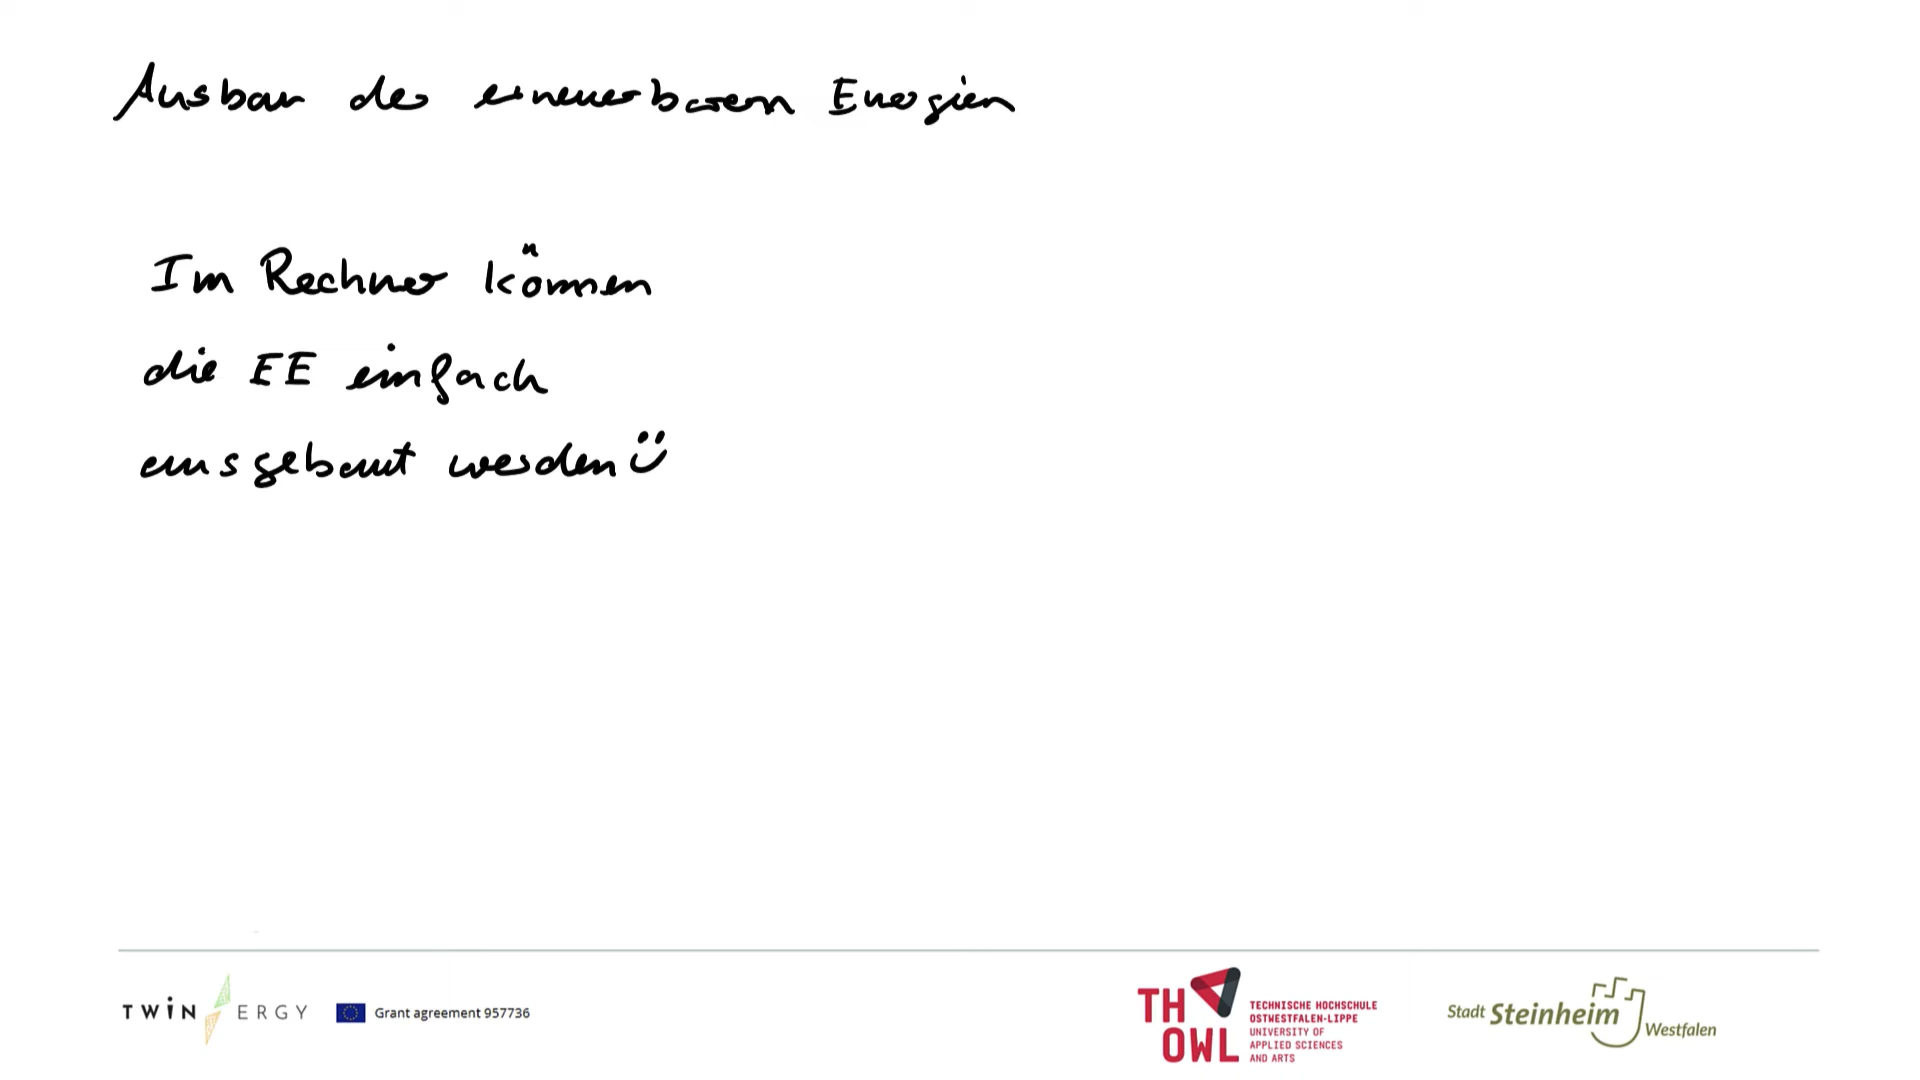 Ausbau der erneuerbaren Energien
Im Rechner können
die EE einfach
ausgebaut werden
TWINERGY
Grant agreement 957736
TH OWL
TECHNISCHE HOCHSCHULE
OSTWESTFALEN-LIPPE
UNIVERSITY OF
APPLIED SCIENCES
AND ARTS
Stadt Steinheim Westfalen